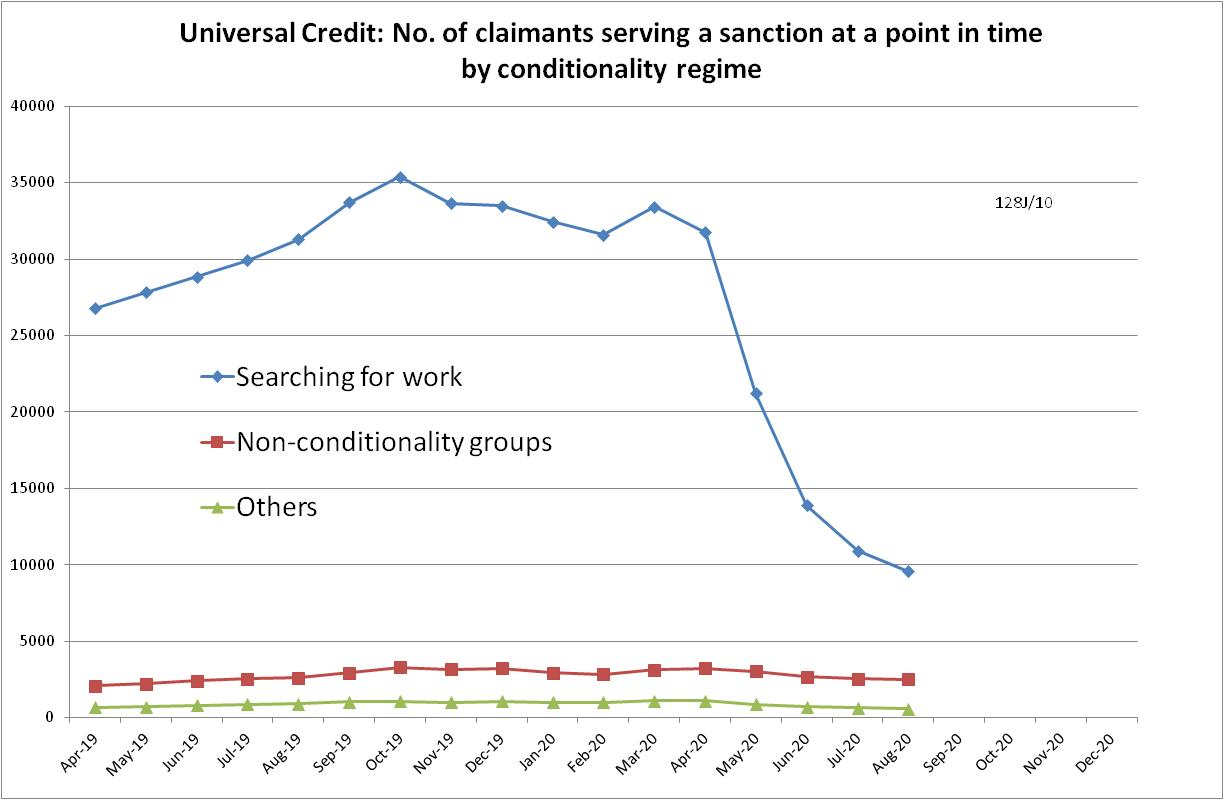 Universal Credit: No. of claimants serving a sanction at a point in time
by conditionality regime
40000
35000
128J/10
30000
25000
Searching for work
20000
Non-conditionality groups
15000
Others
10000
5000
0
Apr-19
May-19
Jun-19
Jul-19
Aug-19
Sep-19
Oct-19
Nov-19
Dec-19
Jan-20
Feb-20
Mar-20
Apr-20
May-20
Jun-20
Jul-20
Aug-20
Sep-20
Oct-20
Nov-20
Dec-20